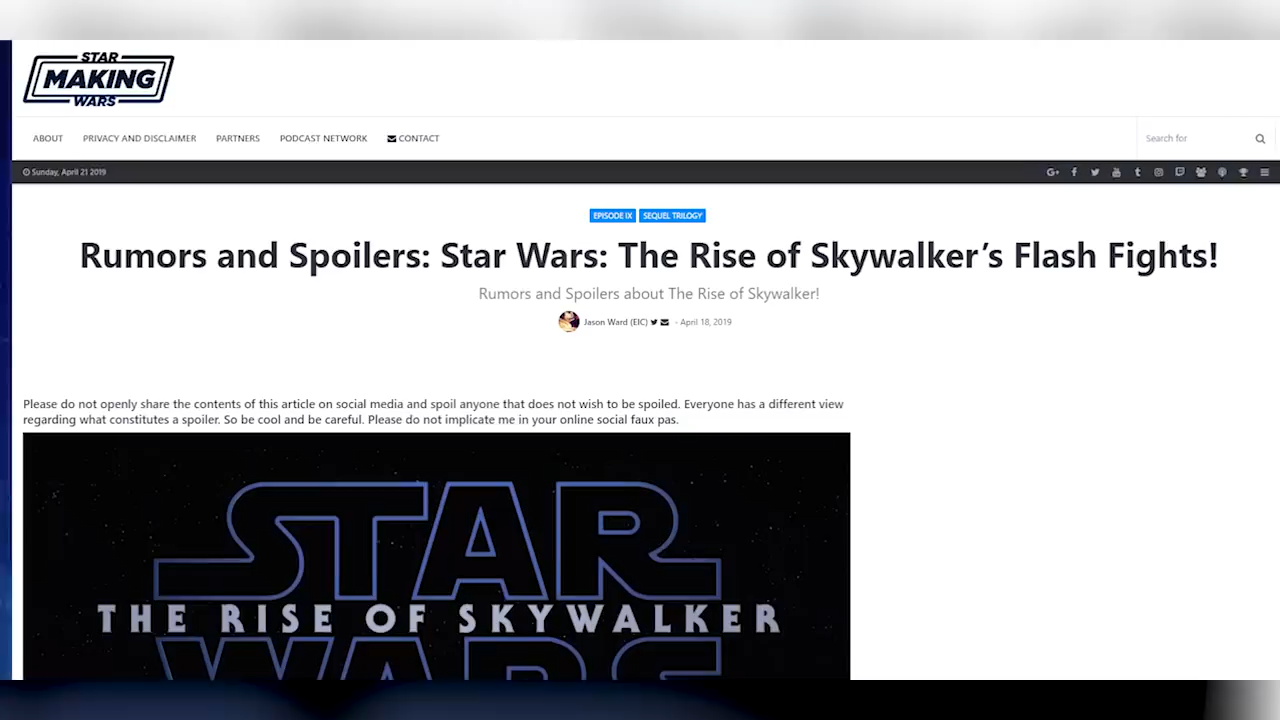 STAR
MAKING
WARS
ABOUT PRIVACY AND DISCLAIMER PARTNERS PODCAST NETWORK CONTACT
Search for
Sunday, April 21 2019
EPISODE IX SEQUEL TRILOGY
Rumors and Spoilers: Star Wars: The Rise of Skywalker’s Flash Fights!
Rumors and Spoilers about The Rise of Skywalker!
Jason Ward (EIC) - April 18, 2019
Please do not openly share the contents of this article on social media and spoil anyone that does not wish to be spoiled. Everyone has a different view
regarding what constitutes a spoiler. So be cool and be careful. Please do not implicate me in your online social faux pas.
STAR
THE RISE OF SKYWALKER
WARS